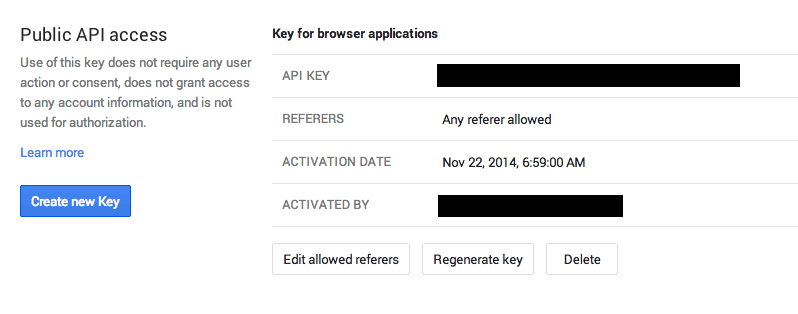 Public API access
Use of this key does not require any user
action or consent, does not grant access
to any account information, and is not
used for authorization.
Learn more
Create new Key
Key for browser applications
API KEY
REFERERS Any referer allowed
ACTIVATION DATE Nov 22, 2014, 6:59:00 AM
ACTIVATED BY
Edit allowed referers Regenerate key Delete